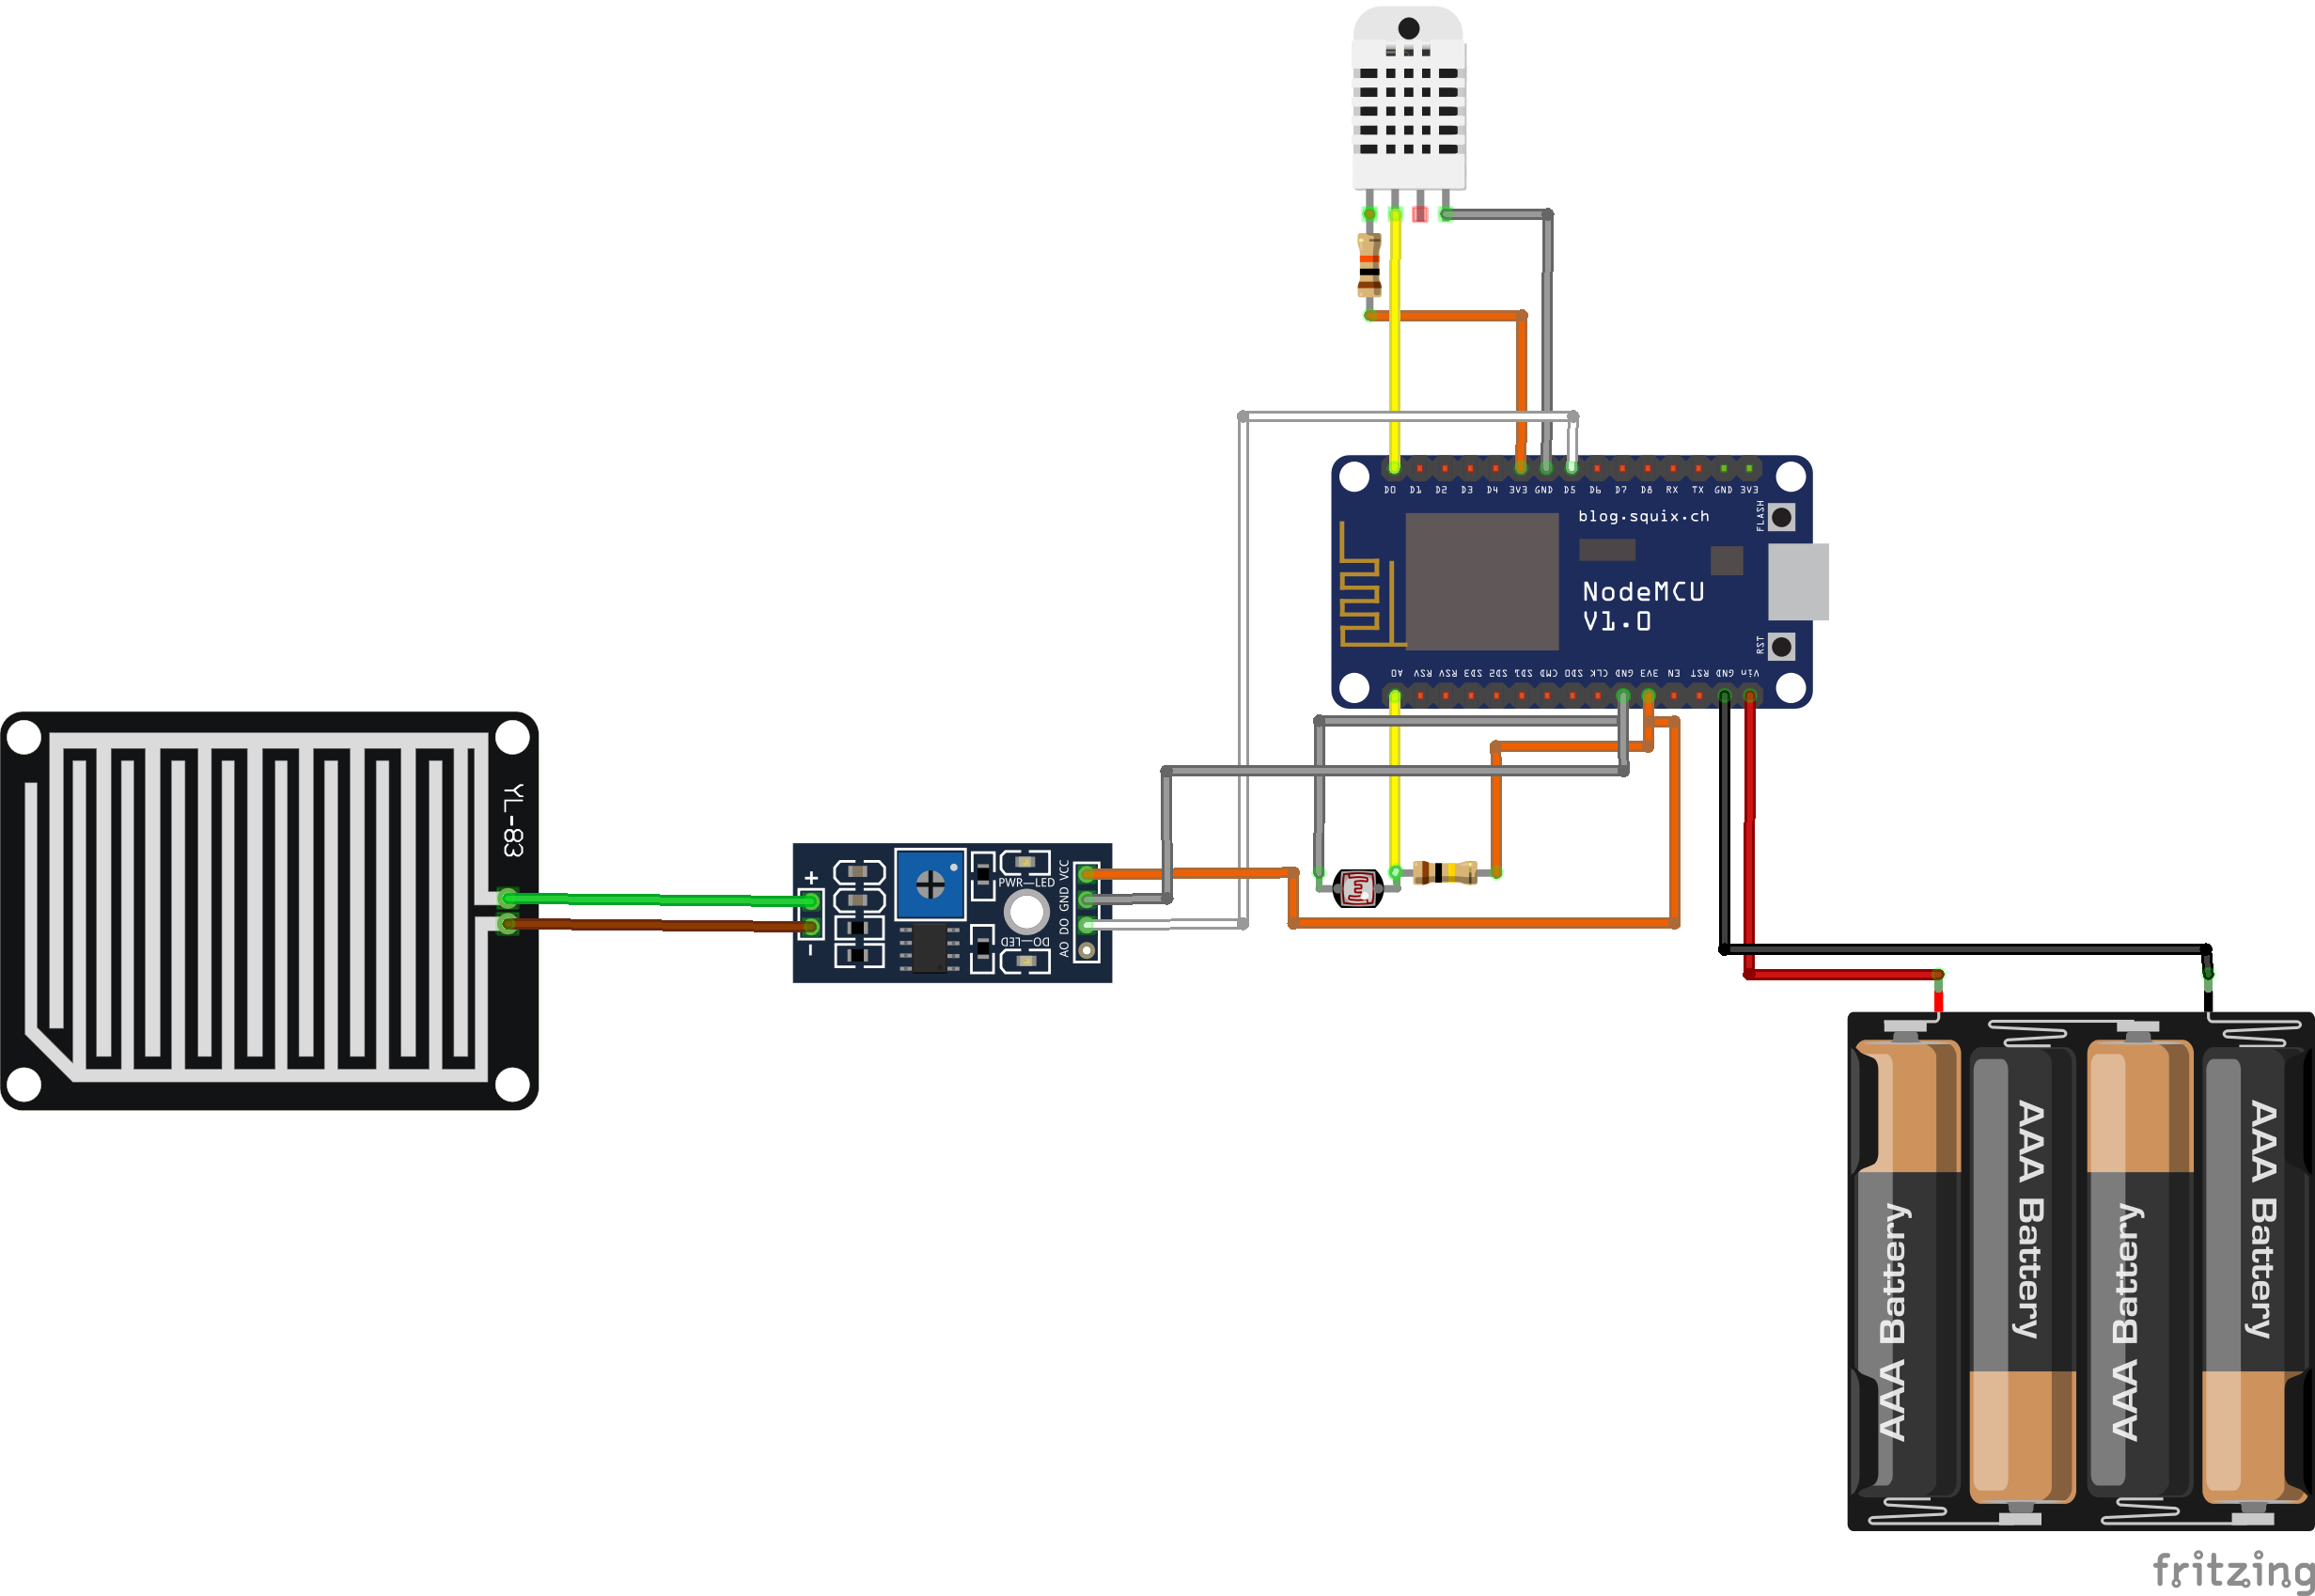 D0 D1 D2 D3 D4 3V3 GND D5 D6 D7 D8 RX TX GND 3V3
blog.squix.ch
FLASH
NodeMCU
V1.0
RST
A0 RSV RSV SD3 SD2 SD1 CMD SD0 CLK GND 3V3 EN RST GND Vin
YL-83
+
-
PWR-LED
DO-LED
VCC
GND
DO
AO
AAA Battery
AAA Battery
AAA Battery
AAA Battery
fritzing